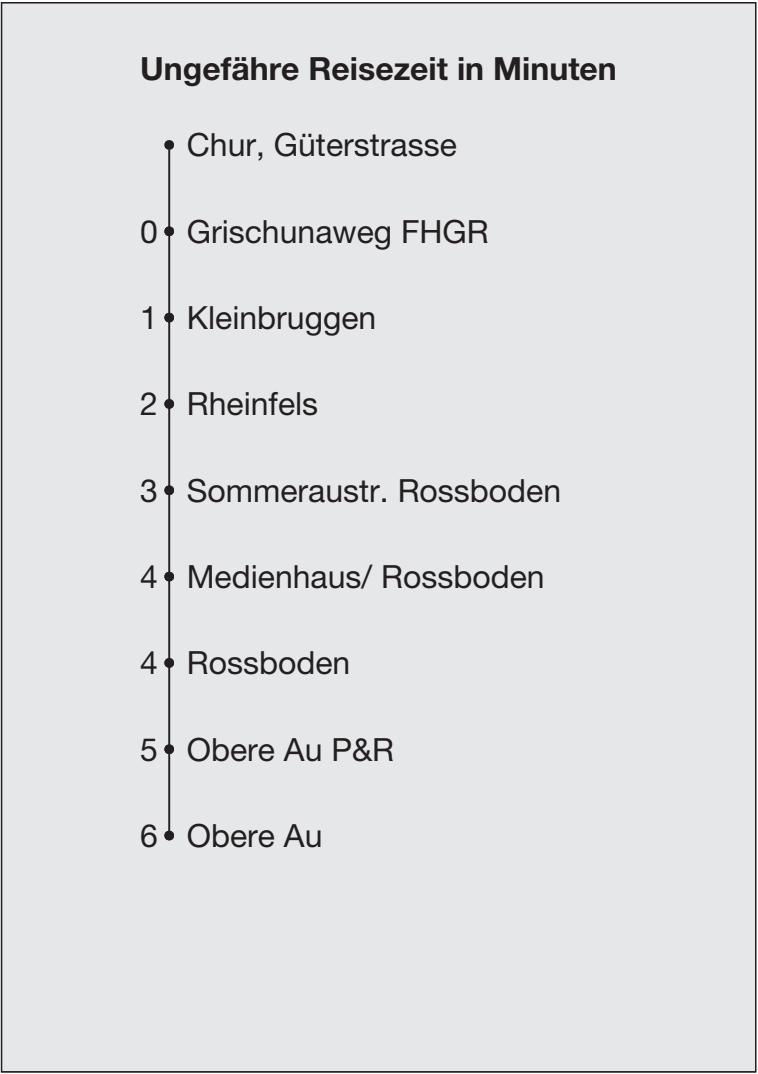 Ungefähre Reisezeit in Minuten
Chur, Güterstrasse
0 Grischunaweg FHGR
1 Kleinbruggen
2 Rheinfels
3 Sommeraustr. Rossboden
4 Medienhaus/ Rossboden
4 Rossboden
5 Obere Au P&R
6 Obere Au